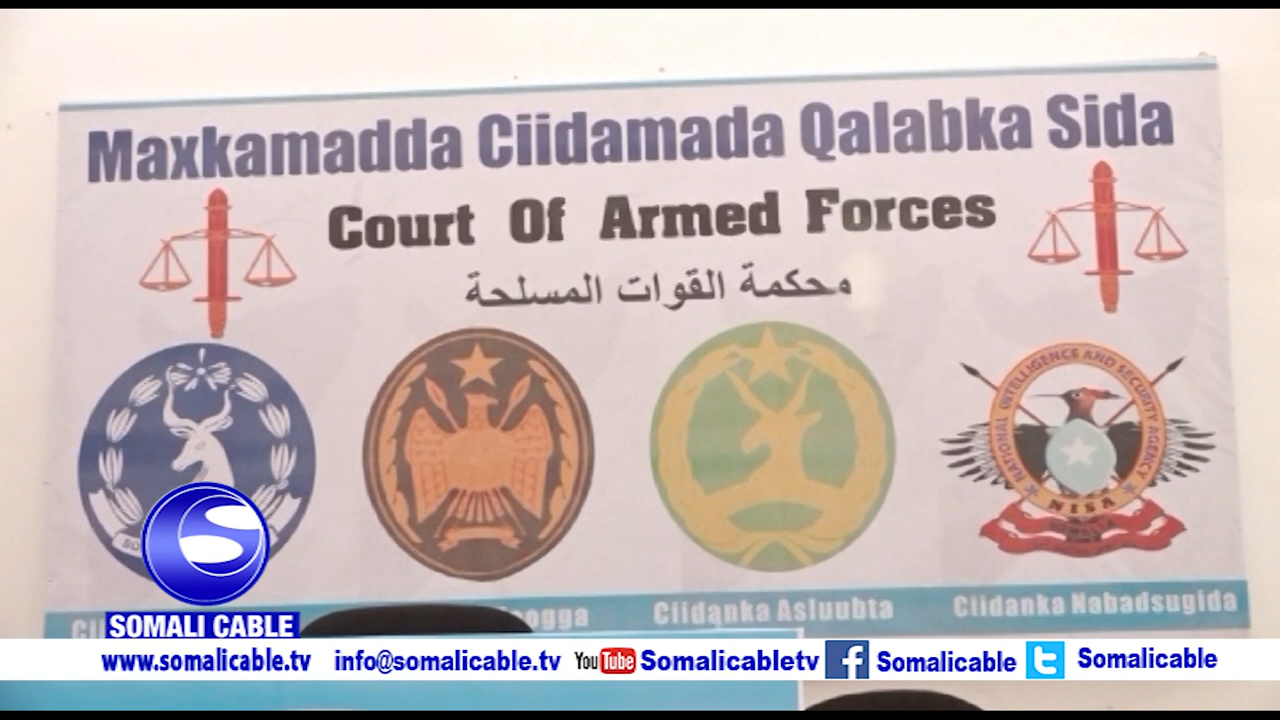 Maxkamadda Ciidamada Qalabka Sida
Court Of Armed Forces
محكمة القوات المسلحة
NATIONAL INTELLIGENCE AND SECURITY AGENCY
NISA
Ciidanka Asluubta
Ciidanka Nabadsugida
S
SOMALI CABLE
www.somalicable.tv info@somalicable.tv YouTube Somalicabletv f Somalicable t Somalicable